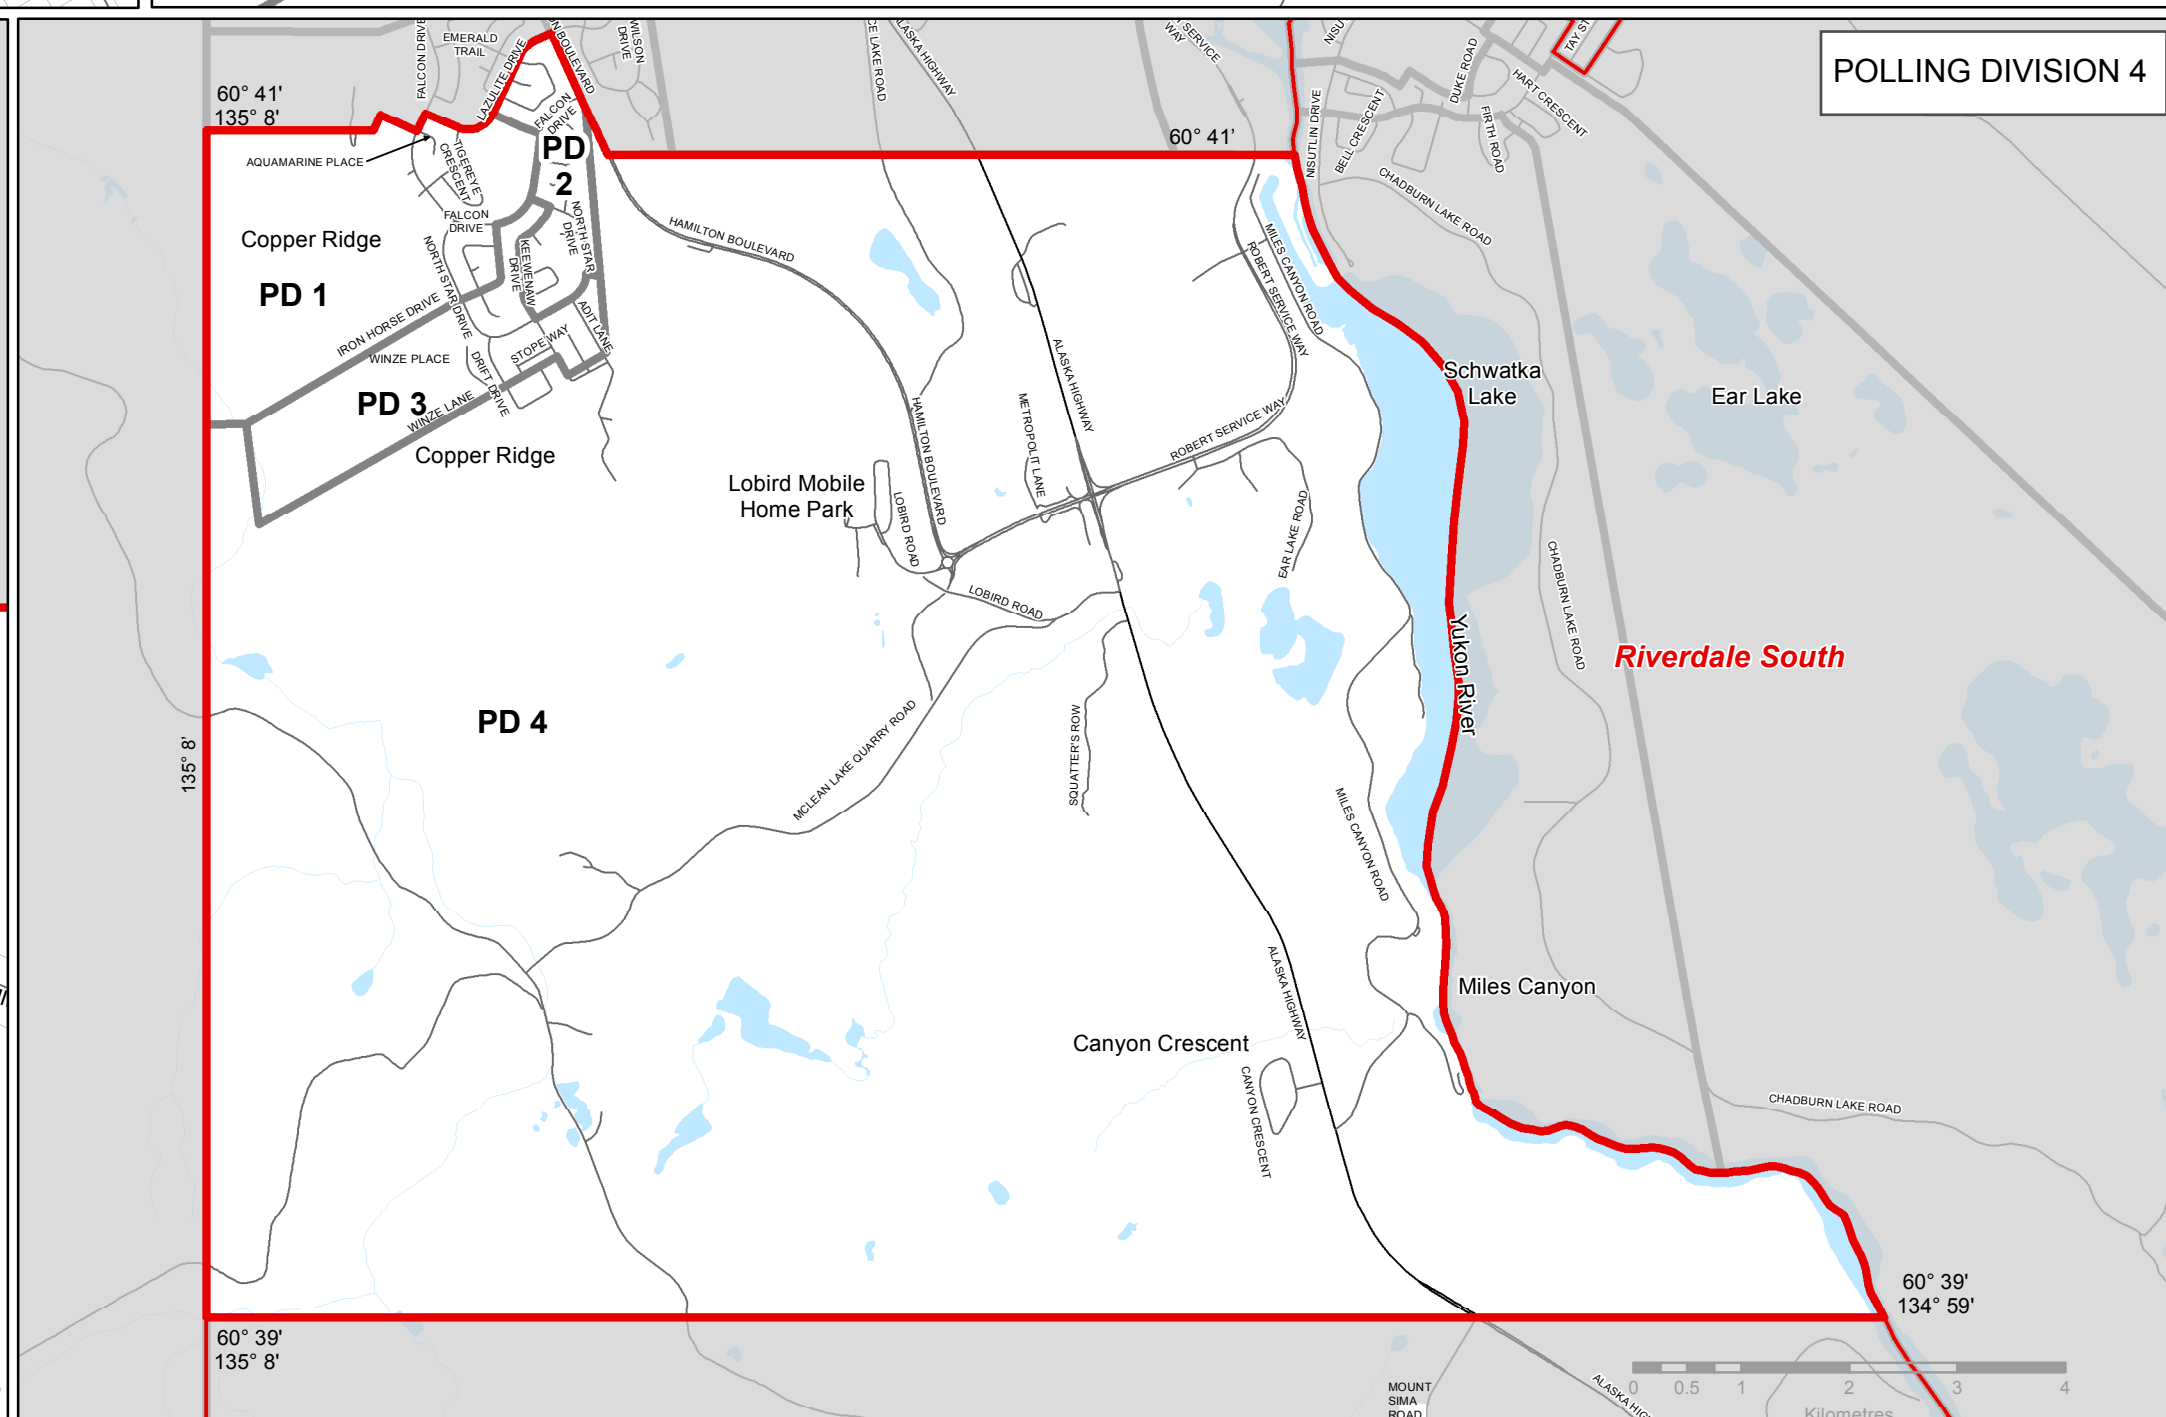 POLLING DIVISION 4
FALCON DRIVE
EMERALD
TRAIL
LAZULITE DRIVE
ON BOULEVARD
WILSON
DRIVE
CE LAKE ROAD
ALASKA HIGHWAY
SERVICE
WAY
NISU
DUKE ROAD
TAY ST
HART CRESCENT
FIRTH ROAD
NISUTLIN DRIVE
BELL CRESCENT
CHADBURN LAKE ROAD
60° 41'
135° 8'
60° 41'
AQUAMARINE PLACE
TIGEREYE
CRESCENT
FALCON
DRIVE
PD
2
Copper Ridge
PD 1
FALCON
DRIVE
NORTH STAR DRIVE
KEEWENAW
DRIVE
NORTH STAR
DRIVE
IRON HORSE DRIVE
WINZE PLACE
DRIFT DRIVE
STOPE WAY
ADIT LANE
PD 3
WINZE LANE
Copper Ridge
HAMILTON BOULEVARD
HAMILTON BOULEVARD
MILES CANYON ROAD
ROBERT SERVICE WAY
ALASKA HIGHWAY
METROPOLIT LANE
ROBERT SERVICE WAY
Schwatka
Lake
Ear Lake
Lobird Mobile
Home Park
LOBIRD ROAD
EAR LAKE ROAD
LOBIRD ROAD
CHADBURN LAKE ROAD
Yukon River
Riverdale South
PD 4
135° 8'
MCLEAN LAKE QUARRY ROAD
SQUATTER'S ROW
MILES CANYON ROAD
ALASKA HIGHWAY
Miles Canyon
Canyon Crescent
CANYON CRESCENT
CHADBURN LAKE ROAD
60° 39'
134° 59'
60° 39'
135° 8'
MOUNT
SIMA
ROAD
ALASKA HIG
0 0.5 1 2 3 4
Kilometres